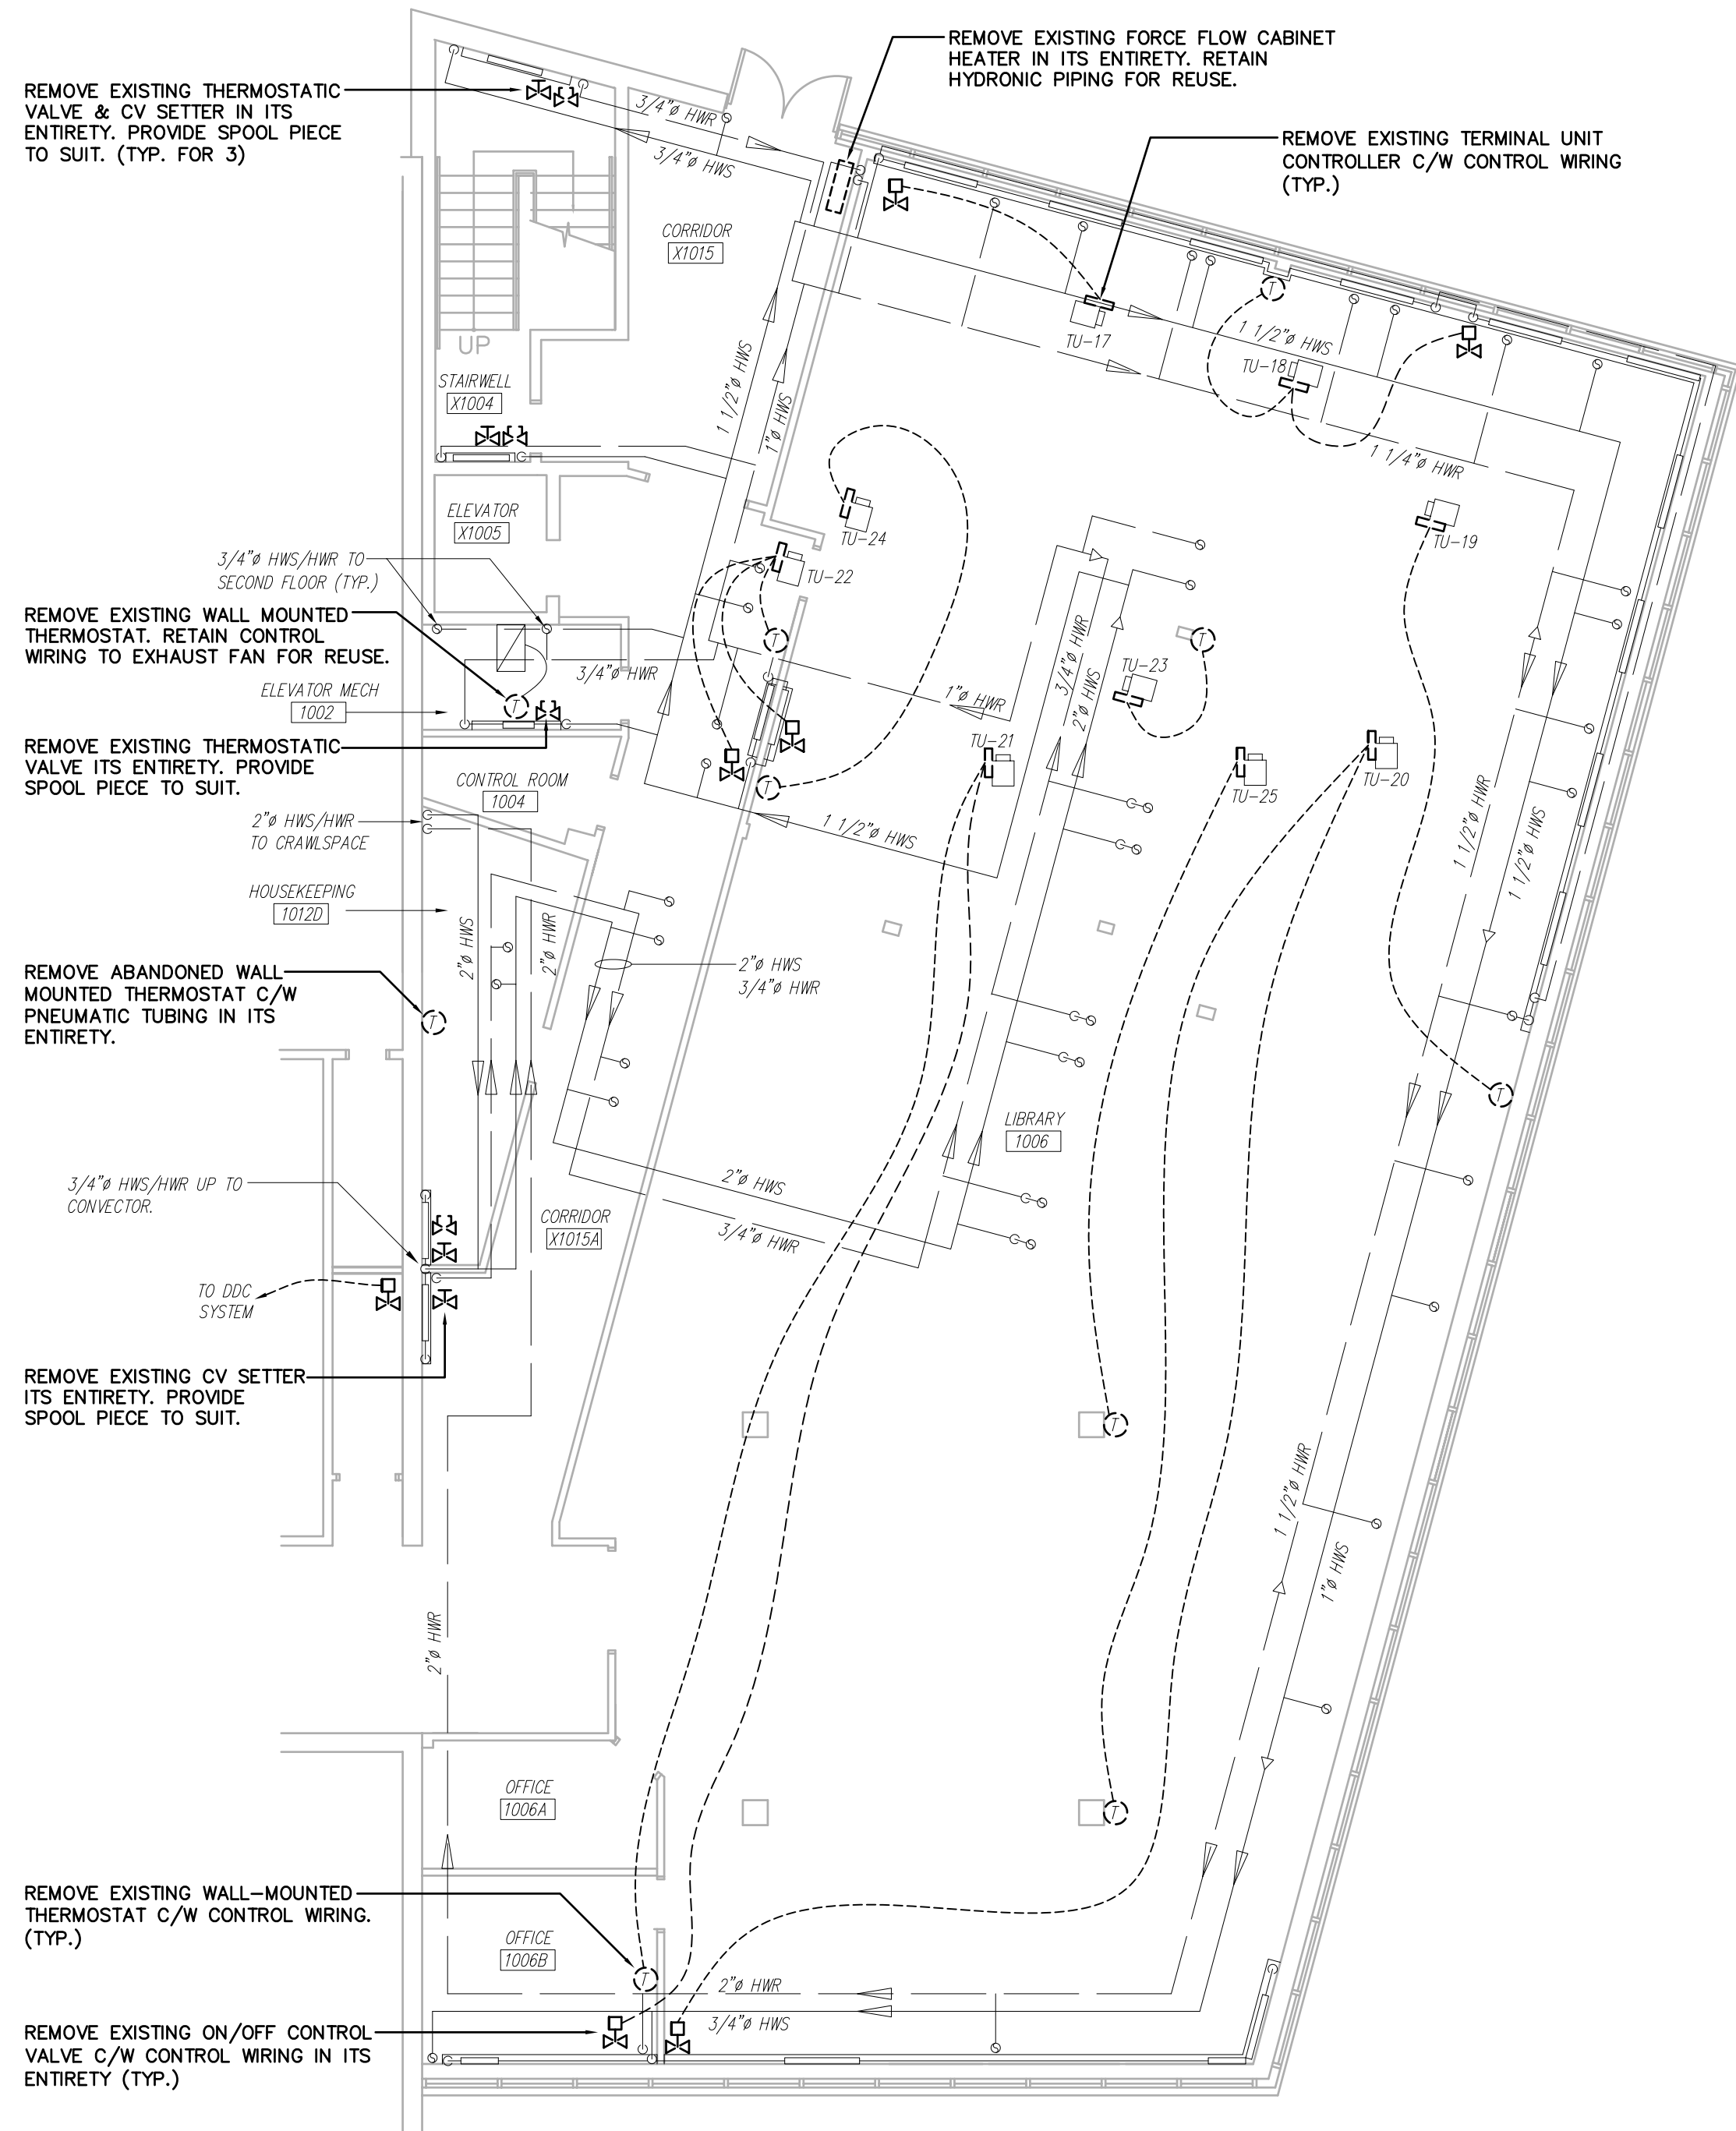 REMOVE EXISTING FORCE FLOW CABINET
HEATER IN ITS ENTIRETY. RETAIN
HYDRONIC PIPING FOR REUSE.
REMOVE EXISTING THERMOSTATIC
VALVE & CV SETTER IN ITS
ENTIRETY. PROVIDE SPOOL PIECE
TO SUIT. (TYP. FOR 3)
REMOVE EXISTING TERMINAL UNIT
CONTROLLER C/W CONTROL WIRING
(TYP.)
3/4"ø HWR
3/4"ø HWS
CORRIDOR
X1015
TU-17
T
1 1/2"ø HWS
TU-18
UP
STAIRWELL
X1004
1 1/2"ø HWS
1"ø HWS
1 1/4"ø HWR
ELEVATOR
X1005
TU-24
TU-19
3/4"ø HWS/HWR TO
SECOND FLOOR (TYP.)
TU-22
REMOVE EXISTING WALL MOUNTED
THERMOSTAT. RETAIN CONTROL
WIRING TO EXHAUST FAN FOR REUSE.
T
T
3/4"ø HWR
3/4"ø HWR
2"ø HWS
TU-23
ELEVATOR MECH
1002
T
1"ø HWR
REMOVE EXISTING THERMOSTATIC
VALVE ITS ENTIRETY. PROVIDE
SPOOL PIECE TO SUIT.
TU-21
TU-25
TU-20
T
CONTROL ROOM
1004
2"ø HWS/HWR
TO CRAWLSPACE
1 1/2"ø HWS
1 1/2"ø HWR
1 1/2"ø HWS
HOUSEKEEPING
1012D
2"ø HWS
2"ø HWR
2"ø HWS
3/4"ø HWR
REMOVE ABANDONED WALL
MOUNTED THERMOSTAT C/W
PNEUMATIC TUBING IN ITS
ENTIRETY.
T
T
LIBRARY
1006
3/4"ø HWS/HWR UP TO
CONVECTOR.
2"ø HWS
3/4"ø HWR
CORRIDOR
X1015A
TO DDC
SYSTEM
REMOVE EXISTING CV SETTER
ITS ENTIRETY. PROVIDE
SPOOL PIECE TO SUIT.
T
1 1/2"ø HWR
1"ø HWS
2"ø HWR
OFFICE
1006A
T
REMOVE EXISTING WALL-MOUNTED
THERMOSTAT C/W CONTROL WIRING.
(TYP.)
OFFICE
1006B
T
2"ø HWR
3/4"ø HWS
REMOVE EXISTING ON/OFF CONTROL
VALVE C/W CONTROL WIRING IN ITS
ENTIRETY (TYP.)